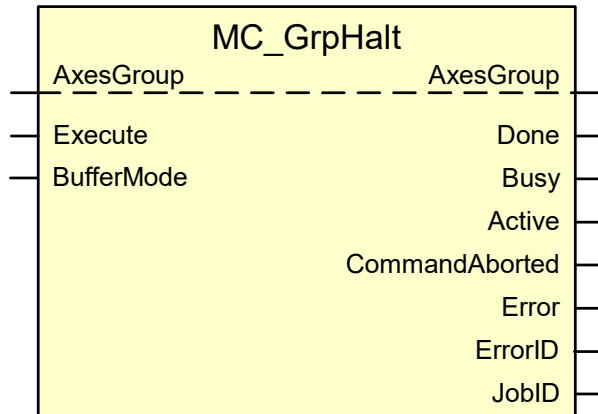 MC_GrpHalt
AxesGroup AxesGroup
Execute Done
BufferMode Busy
Active
CommandAborted
Error
ErrorID
JobID